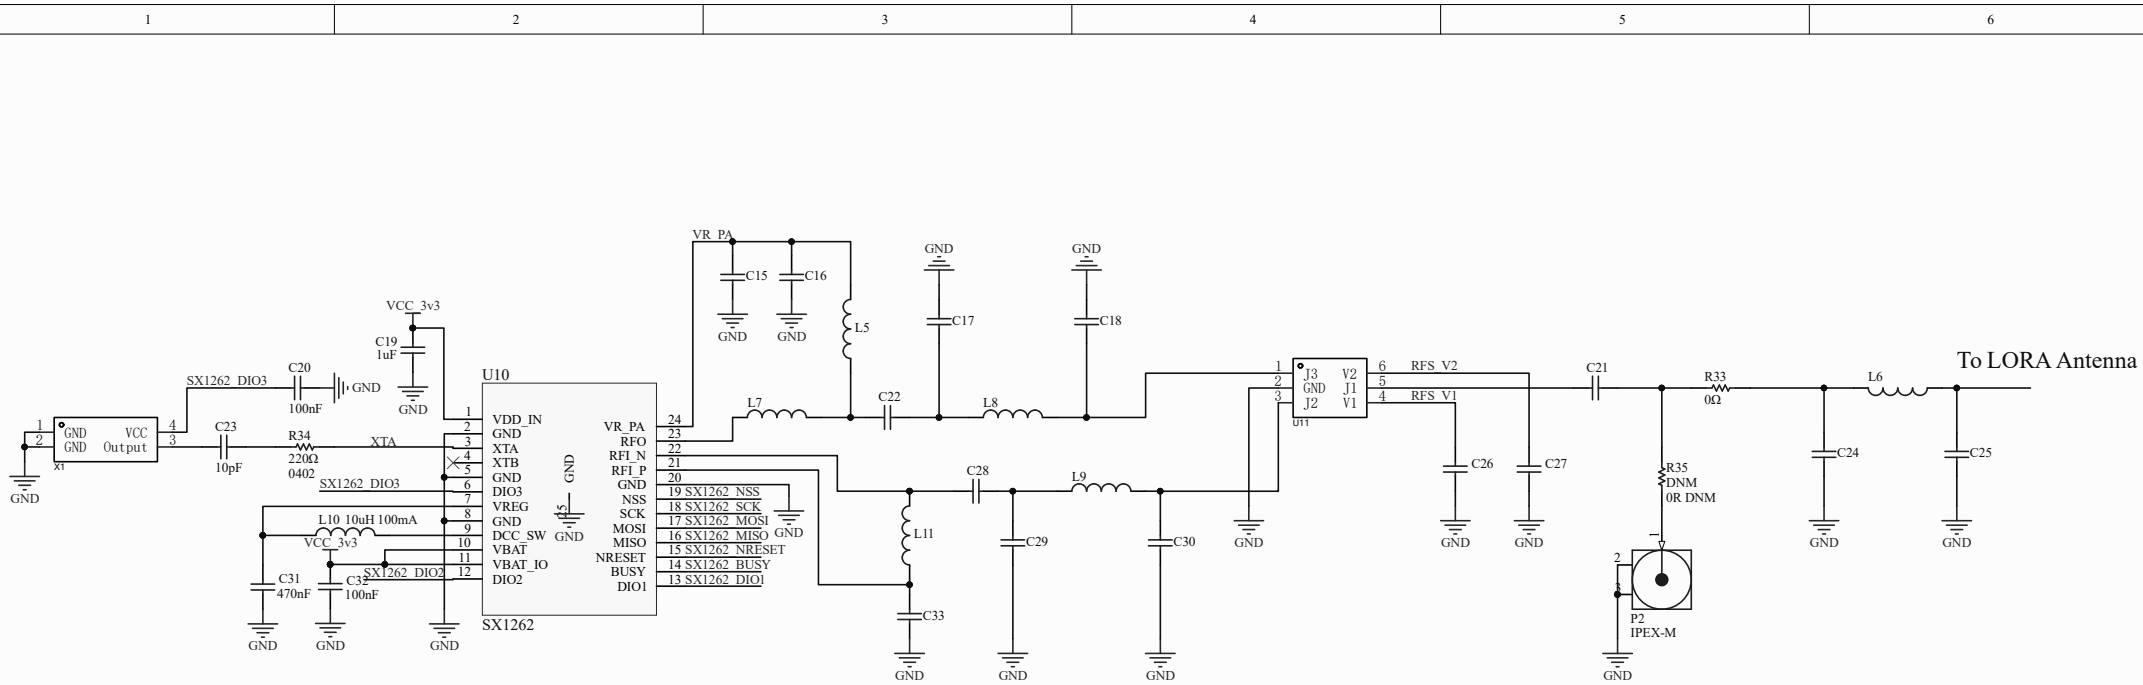 1 2 3 4 5 6
VR_PA
GND GND
C15 C16
VCC_3v3
C17 C18
GND GND
L5
C19
1uF
To LORA Antenna
C20
SX1262_DIO3
GND
100nF
GND
U10
1 J3 V2 6 RFS_V2
2 GND J1 5
3 J2 V1 4 RFS_V1
U11
C21
R33
0Ω
L6
L7
C22
L8
1 GND VCC 4
2 GND Output 3
X1
GND
C23
10pF
R34
220Ω
0402
XTA
1 VDD_IN
2 GND
3 XTA
4 XTB
5 GND
6 DIO3
7 VREG
8 GND
9 DCC_SW
10 VBAT
11 VBAT_IO
12 DIO2
GND
25
GND
VR_PA 24
RFO 23
RFI_N 22
RFI_P 21
GND 20
NSS 19 SX1262_NSS
SCK 18 SX1262_SCK
MOSI 17 SX1262_MOSI
MISO 16 SX1262_MISO
NRESET 15 SX1262_NRESET
BUSY 14 SX1262_BUSY
DIO1 13 SX1262_DIO1
SX1262
SX1262_DIO3
L10 10uH 100mA
VCC_3v3
SX1262_DIO2
C31
470nF
C32
100nF
GND GND GND
GND
C28
L9
L11
C29
C30
C33
GND GND GND
C26
C27
GND GND GND
R35
DNM
0R DNM
C24
C25
GND GND
1
2
3
P2
IPEX-M
GND